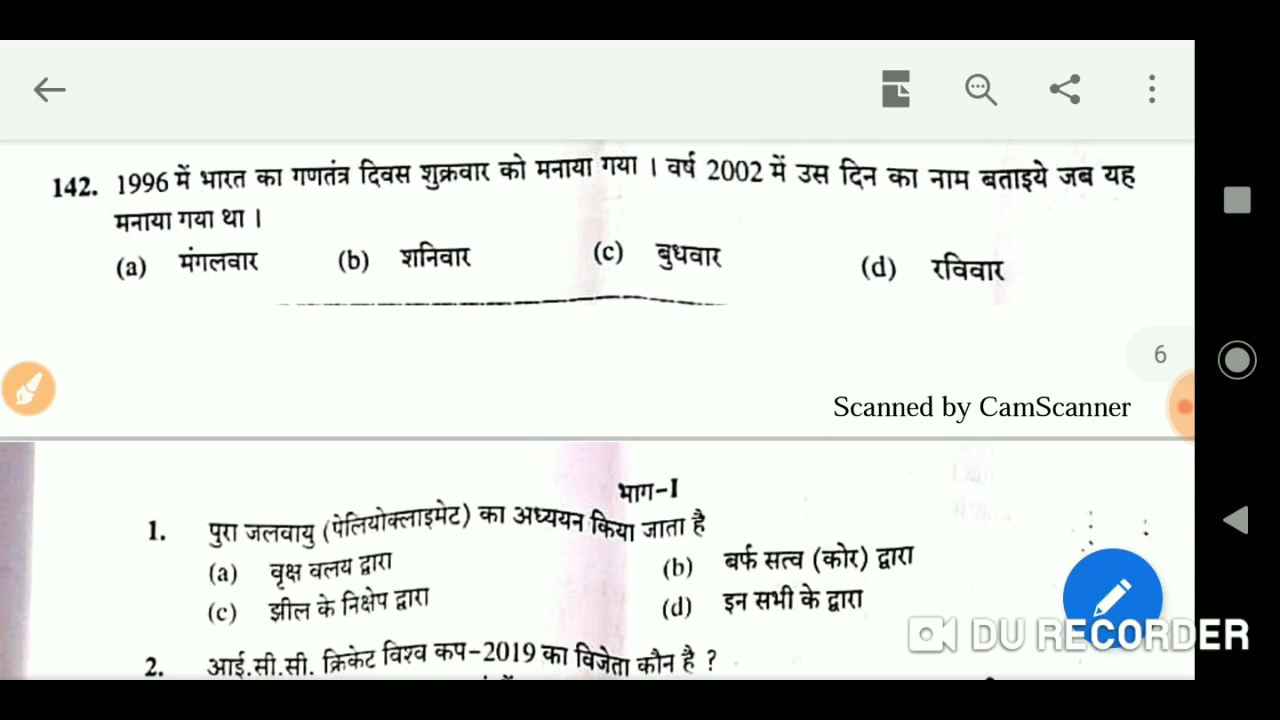 142. 1996 में भारत का गणतंत्र दिवस शुक्रवार को मनाया गया । वर्ष 2002 में उस दिन का नाम बताइये जब यह
मनाया गया था ।
(a) मंगलवार (b) शनिवार (c) बुधवार (d) रविवार
6
Scanned by CamScanner
भाग-I
1. पुरा जलवायु (पेलियोक्लाइमेट) का अध्ययन किया जाता है
(a) वृक्ष वलय द्वारा (b) बर्फ सत्व (कोर) द्वारा
(c) झील के निक्षेप द्वारा (d) इन सभी के द्वारा
DU RECORDER
2. आई.सी.सी. क्रिकेट विश्व कप-2019 का विजेता कौन है ?